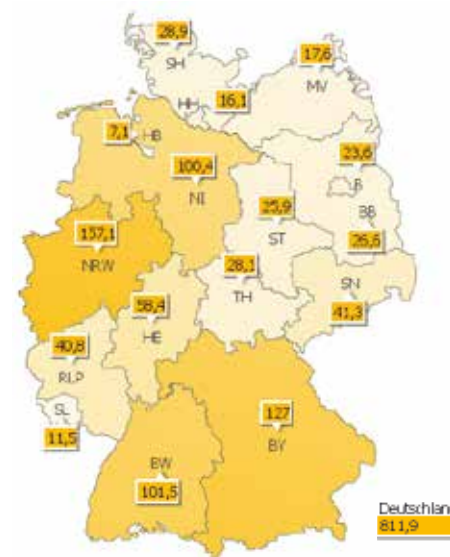 28,9
SH
17,6
MV
HH
16,1
7,1
HB
100,4
NI
23,6
B
BB
25,9
ST
26,6
157,1
NRW
28,1
TH
SN
41,3
58,4
HE
40,8
RLP
SL
11,5
127
BY
BW
101,5
Deutschlan
811,9